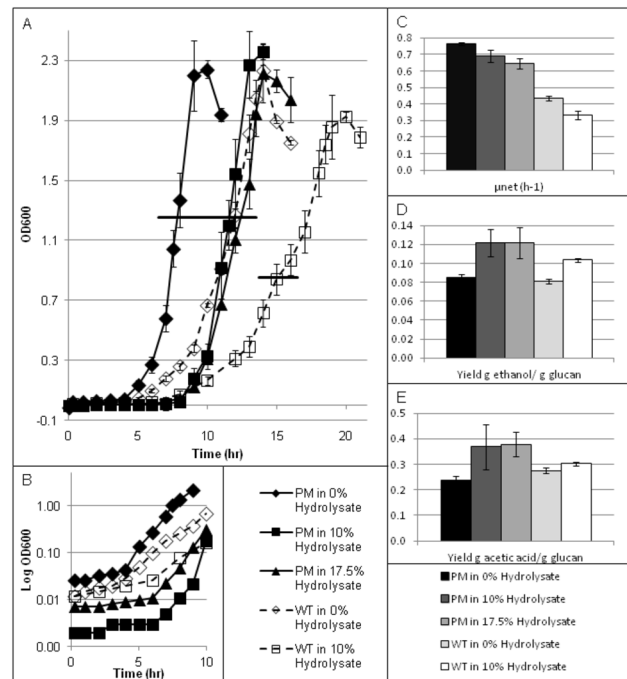 A
2.3
1.9
1.5
1.1
0.7
0.3
-0.1
OD600
0
5
10
15
20
Time (hr)
B
1.00
0.10
0.01
0.00
Log OD600
0
5
10
Time (hr)
PM in 0%
Hydrolysate
PM in 10%
Hydrolysate
PM in 17.5%
Hydrolysate
WT in 0%
Hydrolysate
WT in 10%
Hydrolysate
C
0.8
0.7
0.6
0.5
0.4
0.3
0.2
0.1
0.0
µnet (h-1)
D
0.14
0.12
0.10
0.08
0.06
0.04
0.02
0.00
Yield g ethanol/ g glucan
E
0.5
0.4
0.3
0.2
0.1
0.0
Yield g acetic acid/g glucan
PM in 0% Hydrolysate
PM in 10% Hydrolysate
PM in 17.5% Hydrolysate
WT in 0% Hydrolysate
WT in 10% Hydrolysate